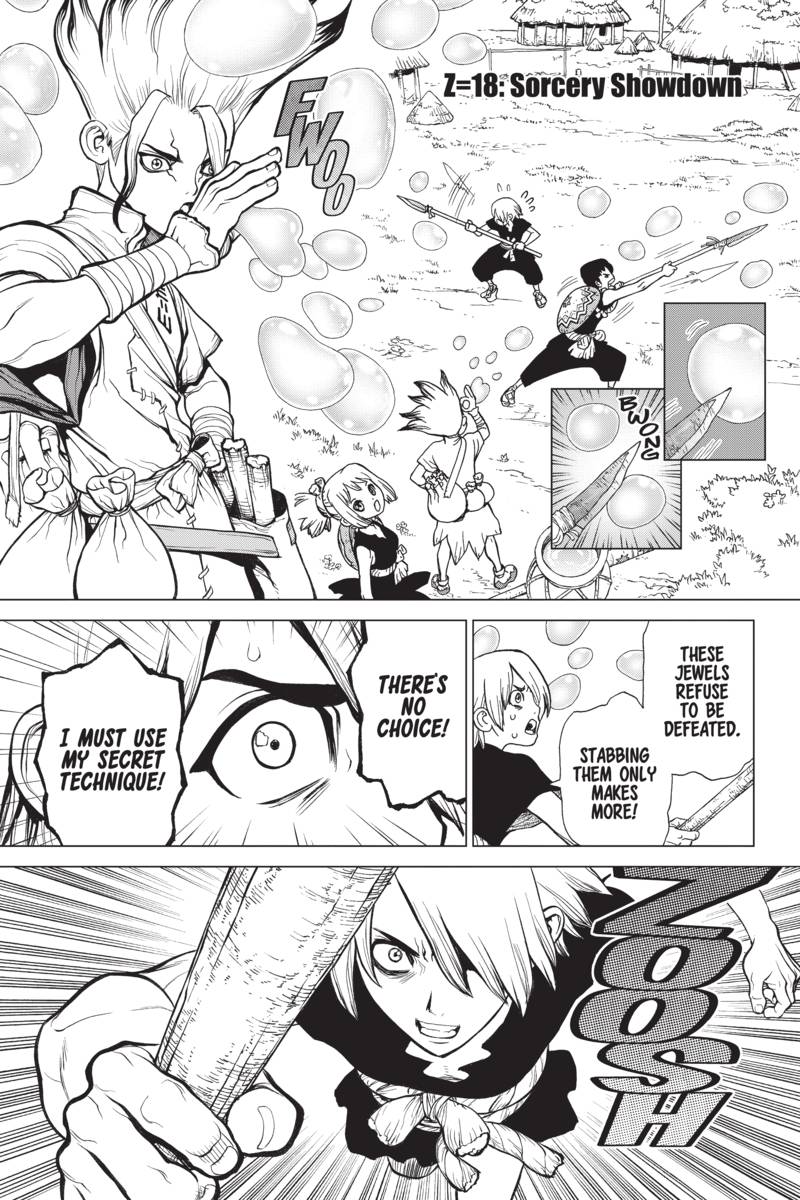 Z=18: Sorcery Showdown
FWOO
BWONG
THESE
JEWELS
REFUSE
TO BE
DEFEATED.
STABBING
THEM ONLY
MAKES
MORE!
THERE'S
NO
CHOICE!
I MUST USE
MY SECRET
TECHNIQUE!
VOOSH